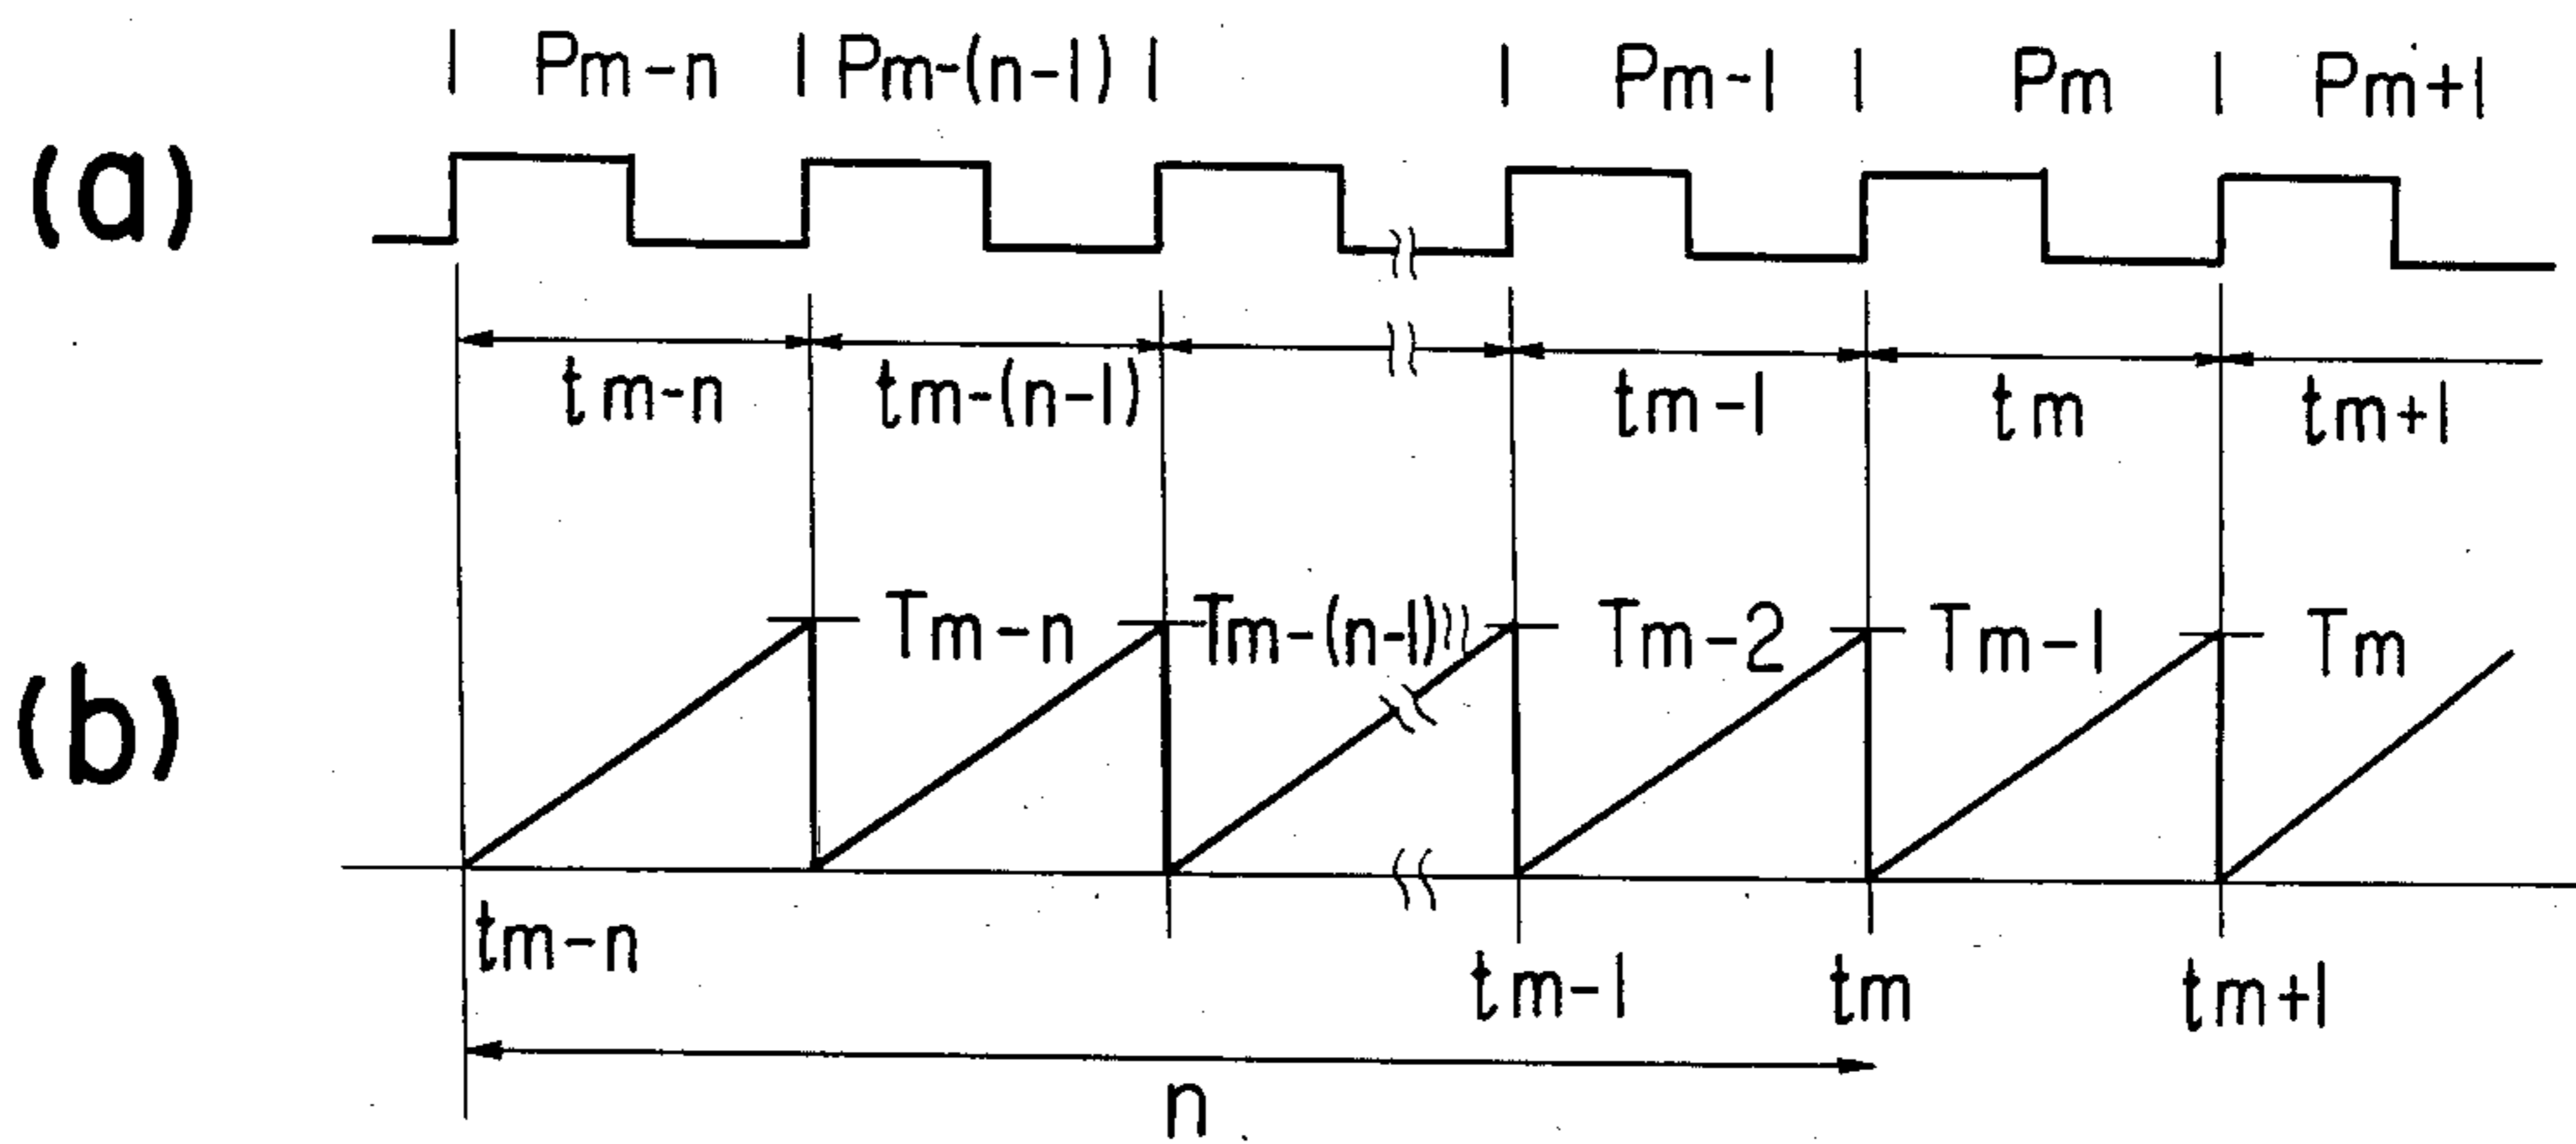 Pm-n Pm-(n-1) Pm-1 Pm Pm+1
(a)
tm-n tm-(n-1) tm-1 tm tm+1
Tm-n Tm-(n-1) Tm-2 Tm-1 Tm
(b)
tm-n tm-1 tm tm+1
n